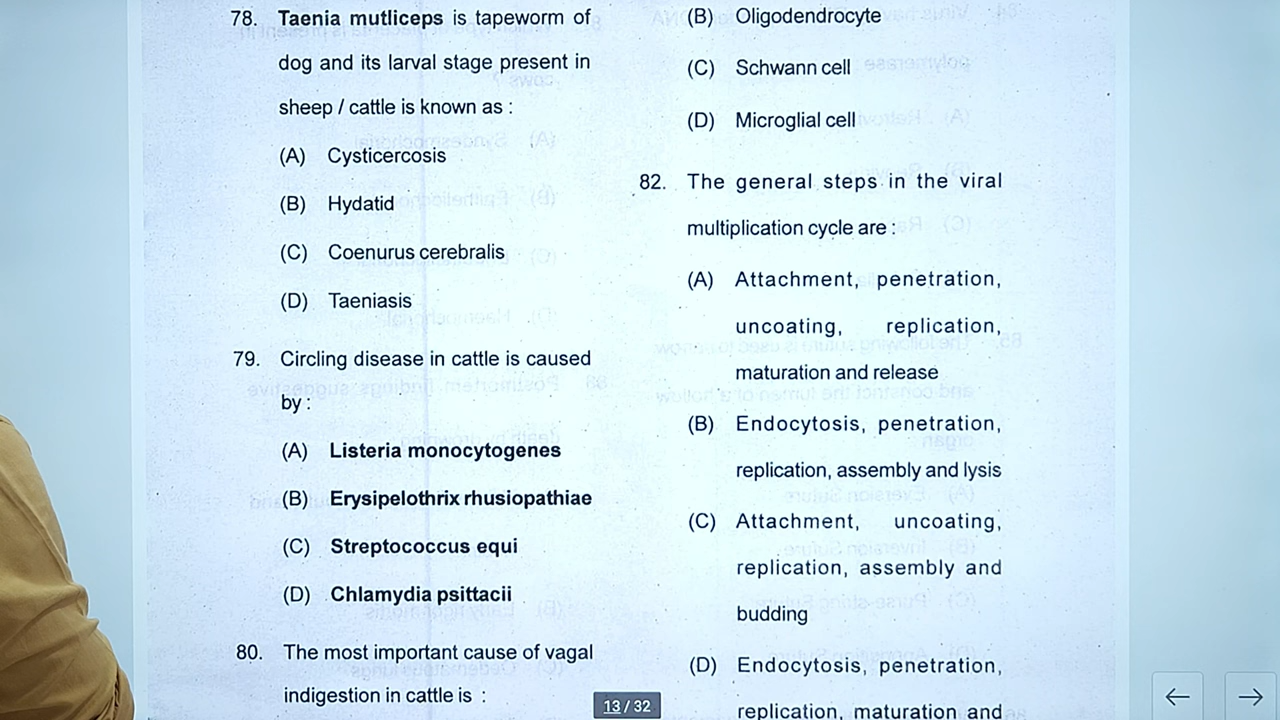 78. Taenia mutliceps is tapeworm of
dog and its larval stage present in
sheep / cattle is known as :
(A) Cysticercosis
(B) Hydatid
(C) Coenurus cerebralis
(D) Taeniasis
79. Circling disease in cattle is caused
by :
(A) Listeria monocytogenes
(B) Erysipelothrix rhusiopathiae
(C) Streptococcus equi
(D) Chlamydia psittacii
80. The most important cause of vagal
indigestion in cattle is :
(B) Oligodendrocyte
(C) Schwann cell
(D) Microglial cell
82. The general steps in the viral
multiplication cycle are :
(A) Attachment, penetration,
uncoating, replication,
maturation and release
(B) Endocytosis, penetration,
replication, assembly and lysis
(C) Attachment, uncoating,
replication, assembly and
budding
(D) Endocytosis, penetration,
replication, maturation and
13 / 32